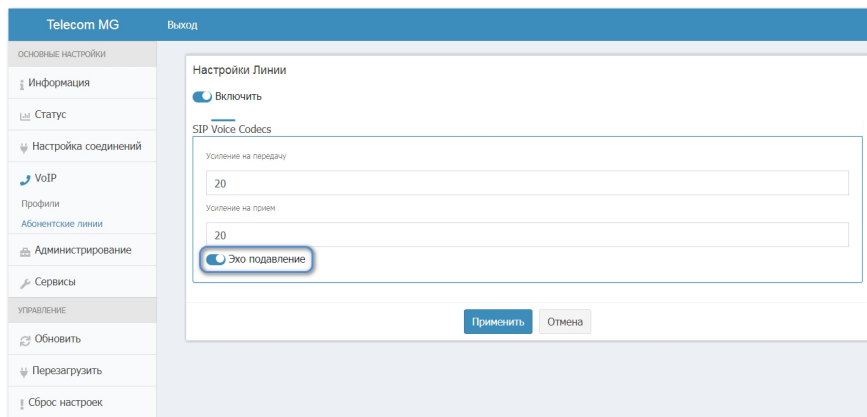 Telecom MG
Выход
ОСНОВНЫЕ НАСТРОЙКИ
Информация
Статус
Настройка соединений
VoIP
Профили
Абонентские линии
Администрирование
Сервисы
УПРАВЛЕНИЕ
Обновить
Перезагрузить
Сброс настроек
Настройки Линии
Включить
SIP Voice Codecs
Усиление на передачу
20
Усиление на прием
20
Эхо подавление
Применить
Отмена